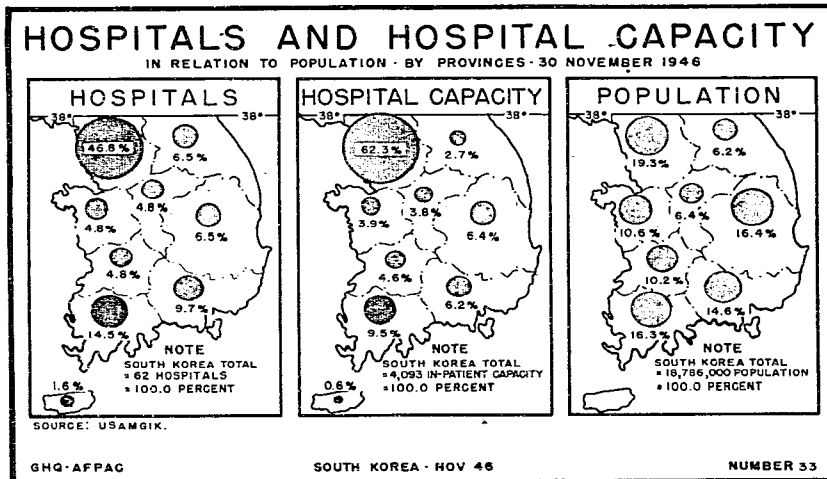 HOSPITALS AND HOSPITAL CAPACITY
IN RELATION TO POPULATION - BY PROVINCES - 30 NOVEMBER 1946
HOSPITALS
38°
38°
46.8%
6.5%
4.8%
4.8%
6.5%
4.8%
9.7%
14.5%
NOTE
SOUTH KOREA TOTAL
= 62 HOSPITALS
= 100.0 PERCENT
1.6%
HOSPITAL CAPACITY
38°
38°
62.3%
2.7%
3.8%
3.9%
6.4%
4.6%
6.2%
9.5%
NOTE
SOUTH KOREA TOTAL
= 4,093 IN-PATIENT CAPACITY
= 100.0 PERCENT
0.6%
POPULATION
38°
38°
19.3%
6.2%
6.4%
10.6%
16.4%
10.2%
14.6%
16.3%
NOTE
SOUTH KOREA TOTAL
= 18,786,000 POPULATION
= 100.0 PERCENT
SOURCE: USAMGIK.
GHQ-AFPAC
SOUTH KOREA - NOV 46
NUMBER 33